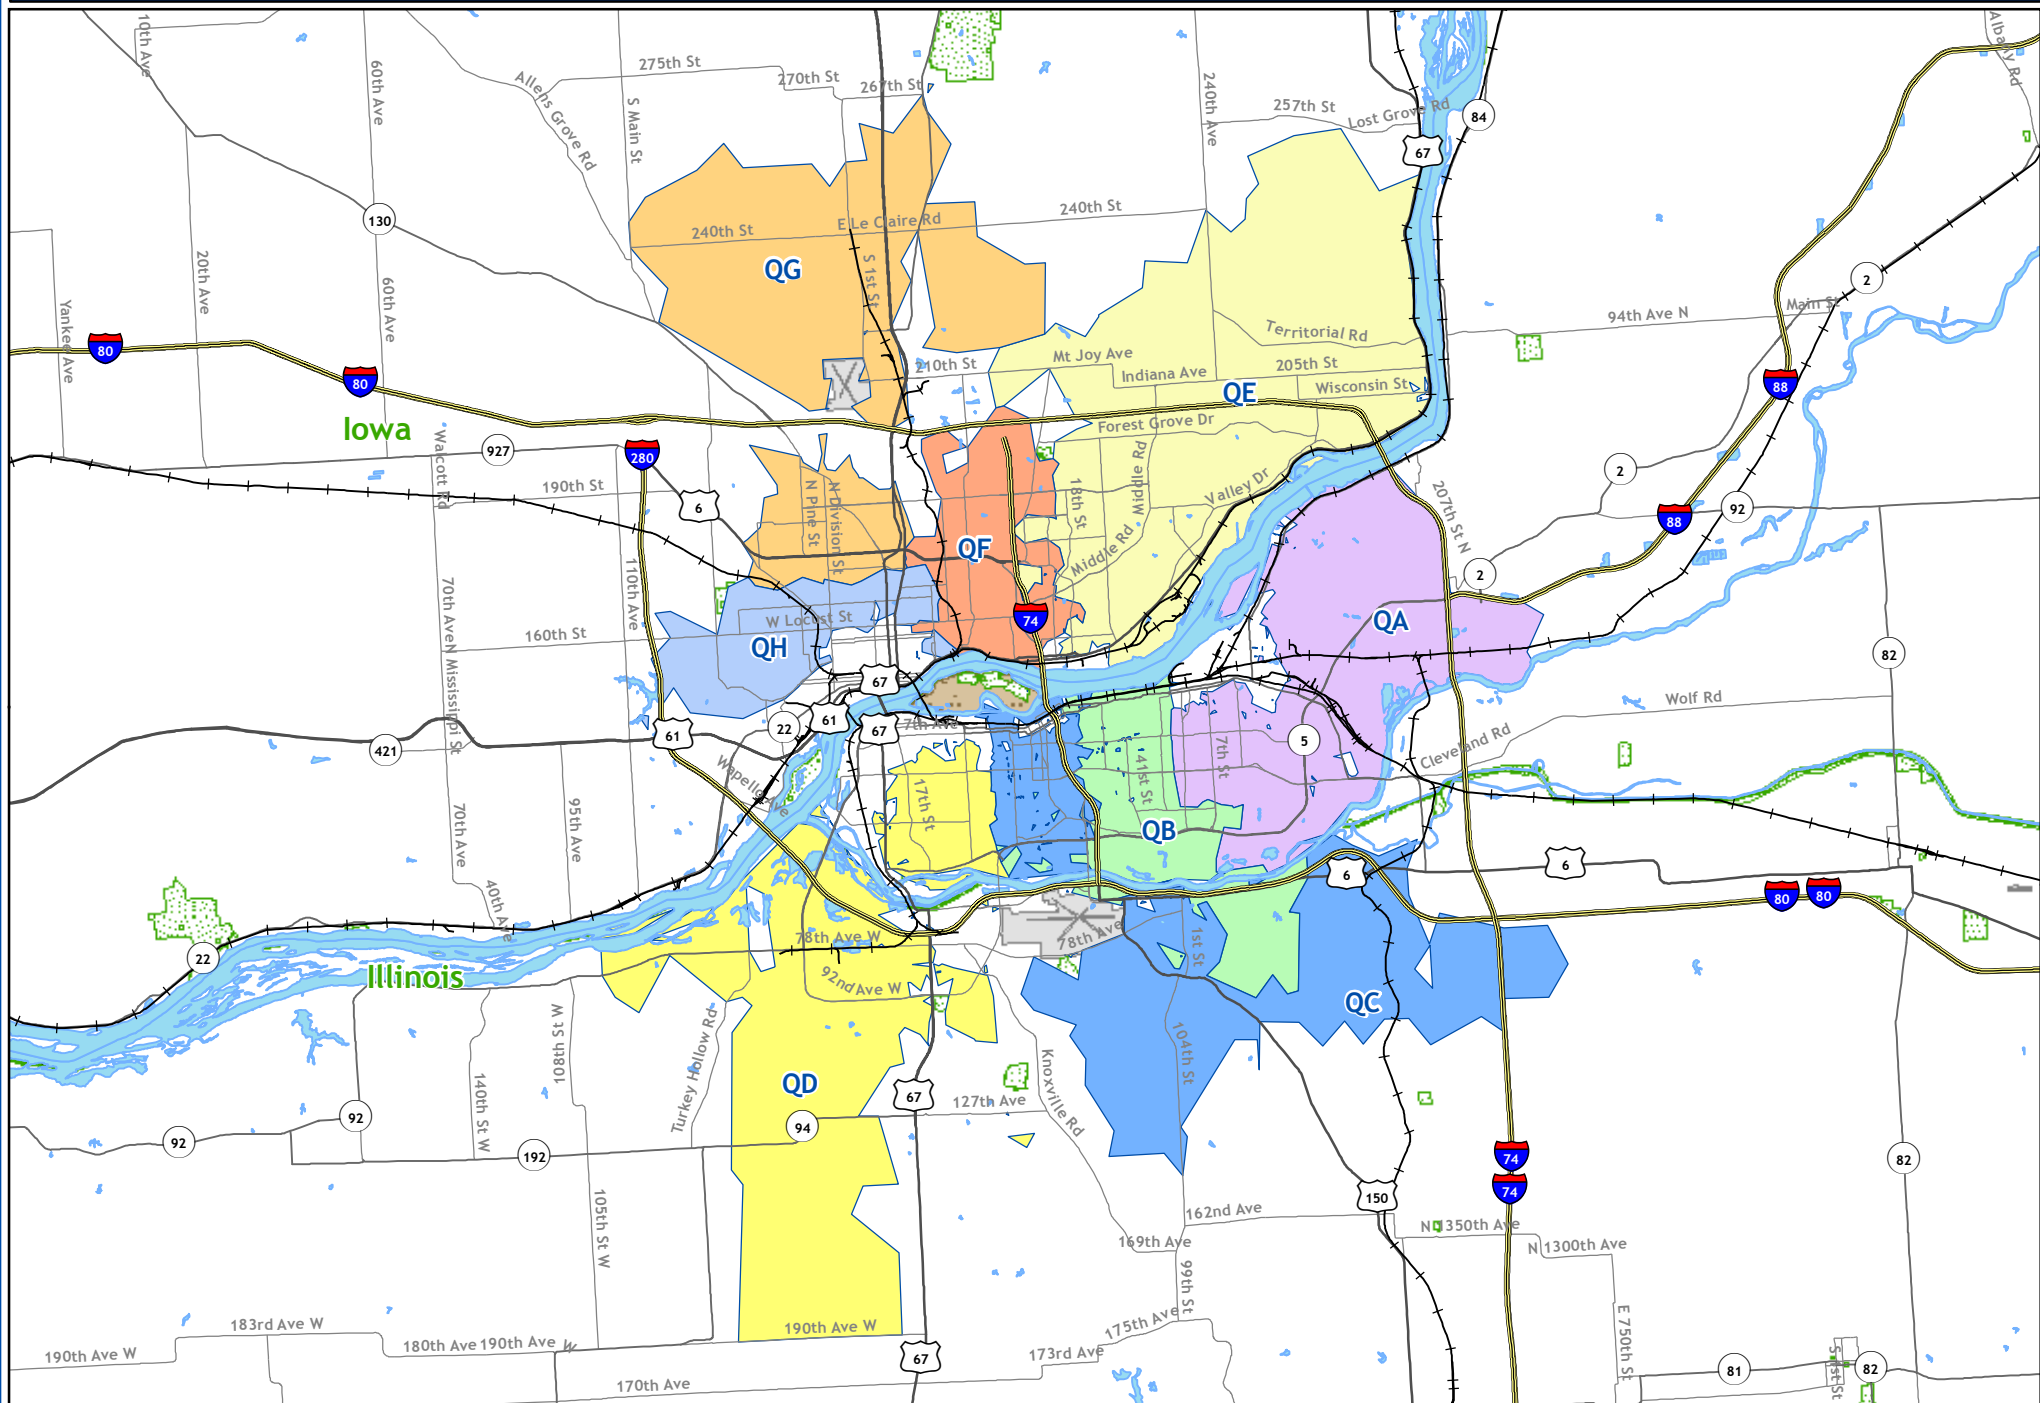 10th Ave
60th Ave
Allens Grove Rd
275th St
S Main St
270th St
267th St
240th Ave
257th St
Lost Grove Rd
84
67
Albany Rd
130
240th St
E Le Claire Rd
240th St
QG
S 1st St
20th Ave
60th Ave
Yankee Ave
2
Main St
94th Ave N
Territorial Rd
80
80
210th St
Mt Joy Ave
Indiana Ave
205th St
Wisconsin St
QE
88
Iowa
Forest Grove Dr
927
Walcott Rd
280
190th St
6
N Pine St
N Division St
18th St
Middle Rd
Valley Dr
207th St N
2
92
88
QF
Middle Rd
2
110th Ave
70th Ave
N Mississippi St
160th St
W Locust St
QH
74
QA
82
67
61
67
22
61
7th Ave
421
Wapello Ave
17th St
41st St
7th St
5
Wolf Rd
Cleveland Rd
70th Ave
95th Ave
QB
6
6
80
80
40th Ave
22
Illinois
78th Ave W
92nd Ave W
78th Ave
1st St
QC
108th St W
140th St W
Turkey Hollow Rd
QD
Knoxville Rd
104th St
67
127th Ave
94
92
92
192
74
74
82
150
105th St W
162nd Ave
169th Ave
N 1350th Ave
N 1300th Ave
99th St
E 750th St
183rd Ave W
190th Ave W
180th Ave
190th Ave W
190th Ave W
175th Ave
173rd Ave
170th Ave
67
81
82
S 1st St